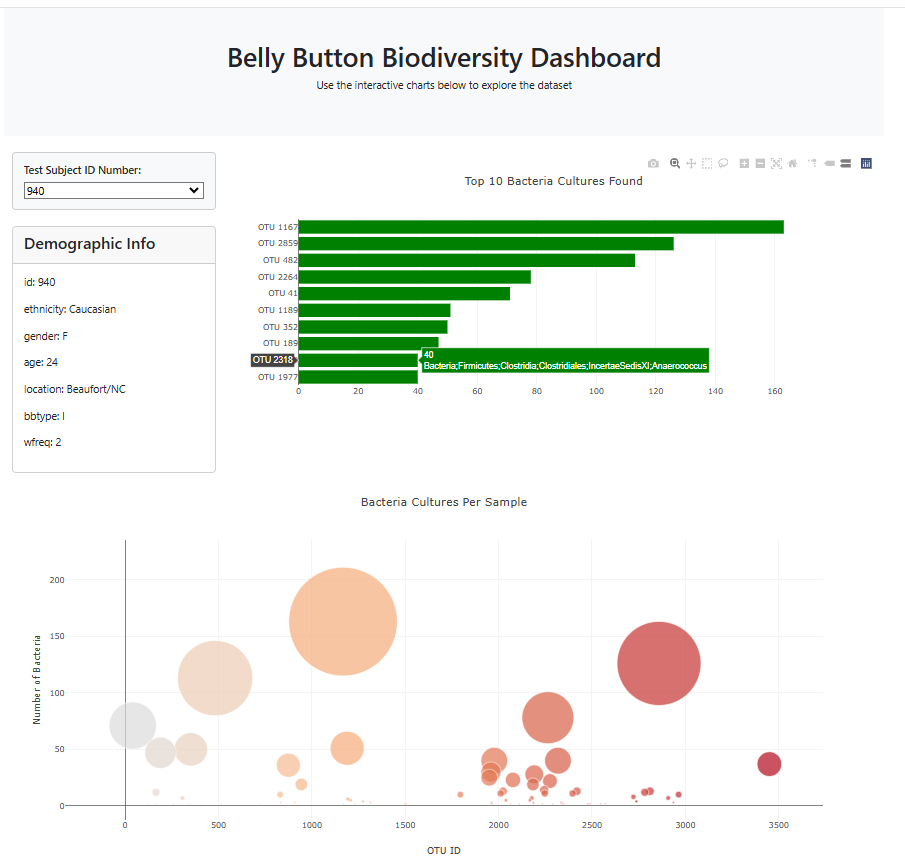 Belly Button Biodiversity Dashboard
Use the interactive charts below to explore the dataset
Test Subject ID Number:
940
Demographic Info
id: 940
ethnicity: Caucasian
gender: F
age: 24
location: Beaufort/NC
bbtype: I
wfreq: 2
Top 10 Bacteria Cultures Found
OTU 1167
OTU 2859
OTU 482
OTU 2264
OTU 41
OTU 1189
OTU 352
OTU 189
OTU 2318
40
Bacteria;Firmicutes;Clostridia;Clostridiales;IncertaeSedisXI;Anaerococcus
OTU 1977
0 20 40 60 80 100 120 140 160
Bacteria Cultures Per Sample
Number of Bacteria
200
150
100
50
0
0 500 1000 1500 2000 2500 3000 3500
OTU ID